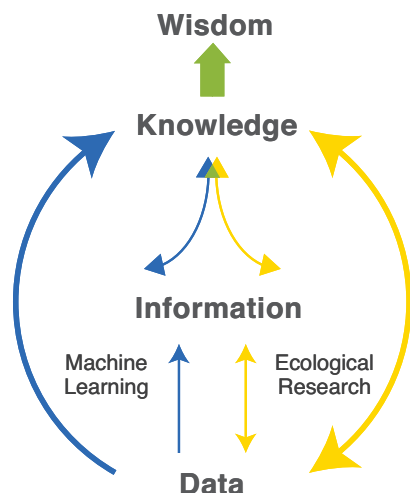 Wisdom
Knowledge
Information
Machine
Learning
Ecological
Research
Data